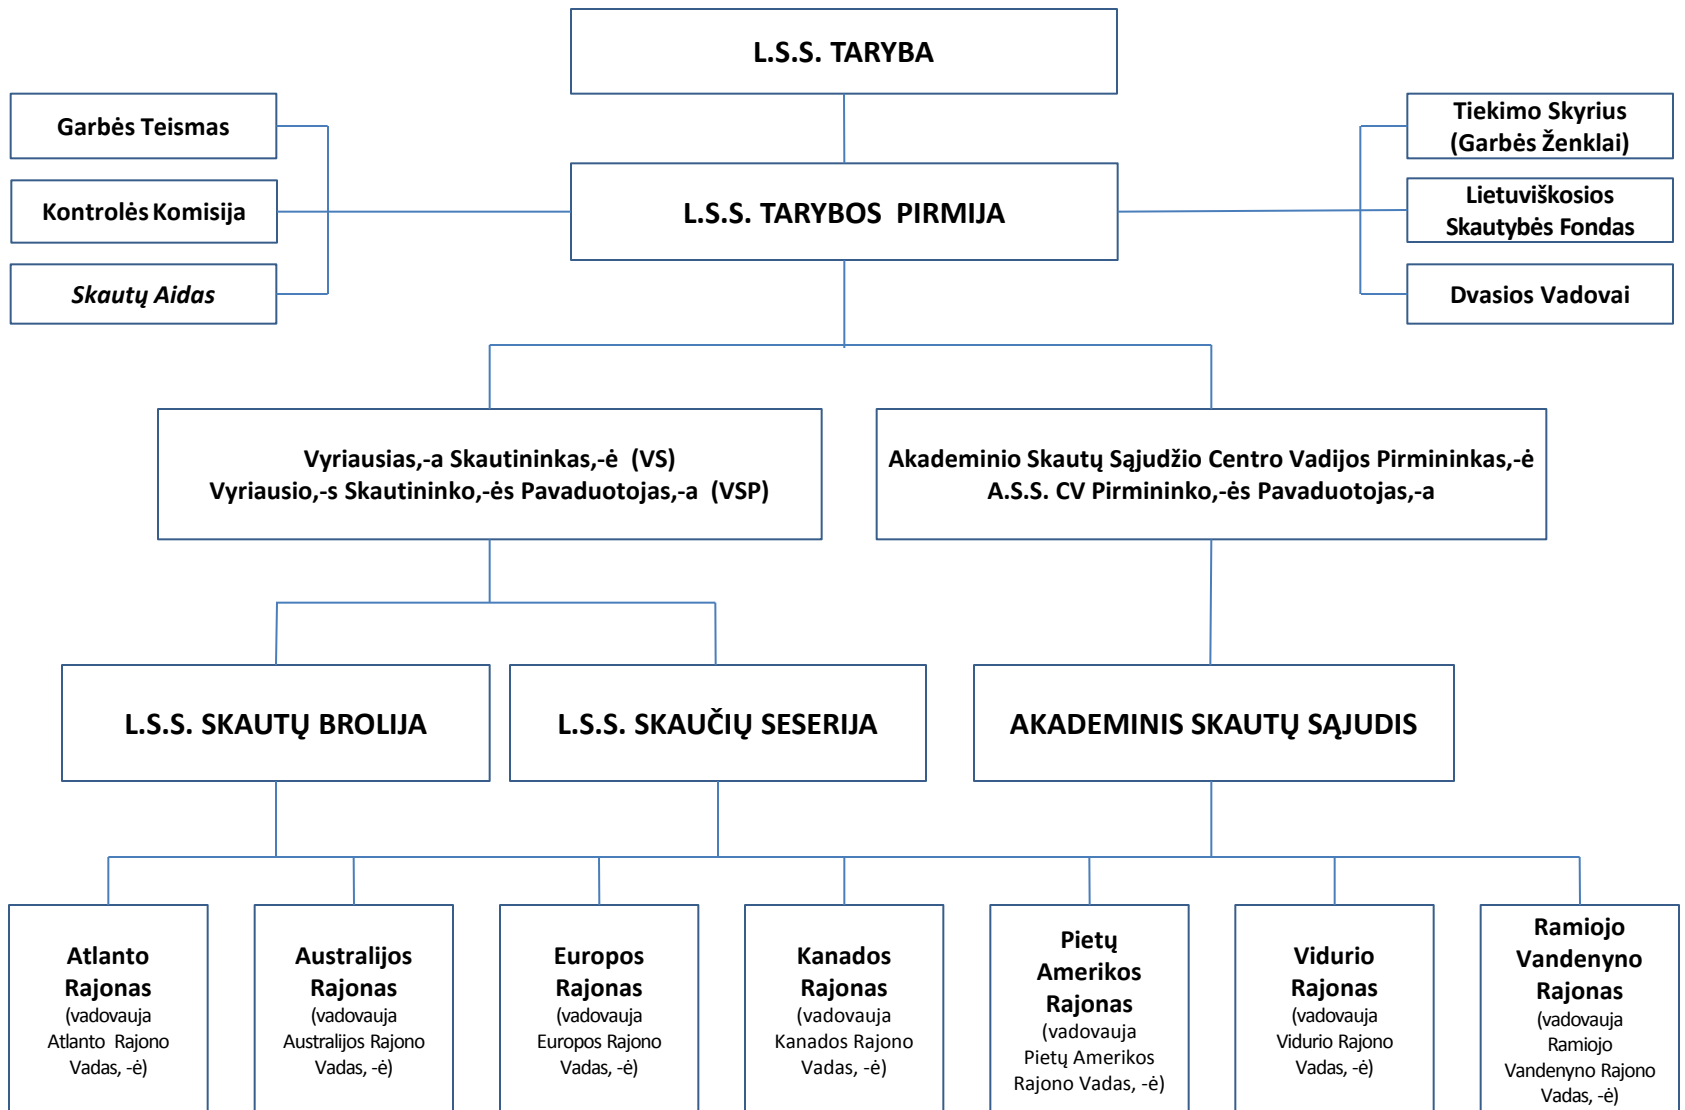 L.S.S. TARYBA
Garbės Teismas
Kontrolės Komisija
Skautų Aidas
L.S.S. TARYBOS PIRMIJA
Tiekimo Skyrius
(Garbės Ženklai)
Lietuviškosios
Skautybės Fondas
Dvasios Vadovai
Vyriausias,-a Skautininkas,-ė (VS)
Vyriausio,-s Skautininko,-ės Pavaduotojas,-a (VSP)
Akademinio Skautų Sąjudžio Centro Vadijos Pirmininkas,-ė
A.S.S. CV Pirmininko,-ės Pavaduotojas,-a
L.S.S. SKAUTŲ BROLIJA
L.S.S. SKAUČIŲ SESERIJA
AKADEMINIS SKAUTŲ SĄJUDIS
Atlanto
Rajonas
(vadovauja
Atlanto Rajono
Vadas, -ė)
Australijos
Rajonas
(vadovauja
Australijos Rajono
Vadas, -ė)
Europos
Rajonas
(vadovauja
Europos Rajono
Vadas, -ė)
Kanados
Rajonas
(vadovauja
Kanados Rajono
Vadas, -ė)
Pietų
Amerikos
Rajonas
(vadovauja
Pietų Amerikos
Rajono Vadas, -ė)
Vidurio
Rajonas
(vadovauja
Vidurio Rajono
Vadas, -ė)
Ramiojo
Vandenyno
Rajonas
(vadovauja
Ramiojo
Vandenyno Rajono
Vadas, -ė)